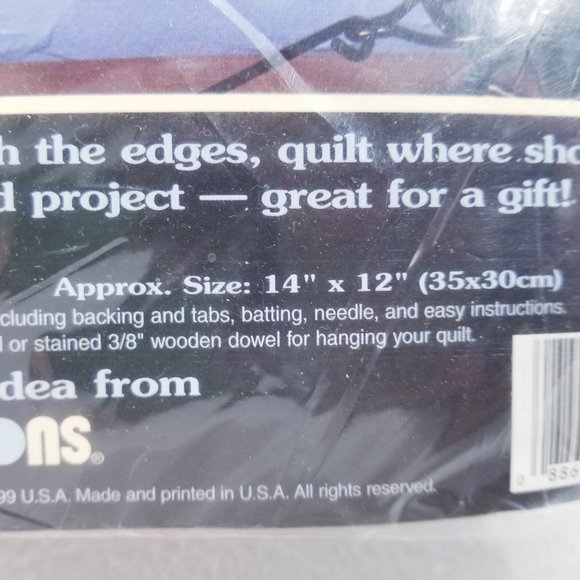 h the edges, quilt where sho
d project — great for a gift!
Approx. Size: 14" x 12" (35x30cm)
cluding backing and tabs, batting, needle, and easy instructions.
l or stained 3/8" wooden dowel for hanging your quilt.
dea from
ons®
99 U.S.A. Made and printed in U.S.A. All rights reserved.
0 886